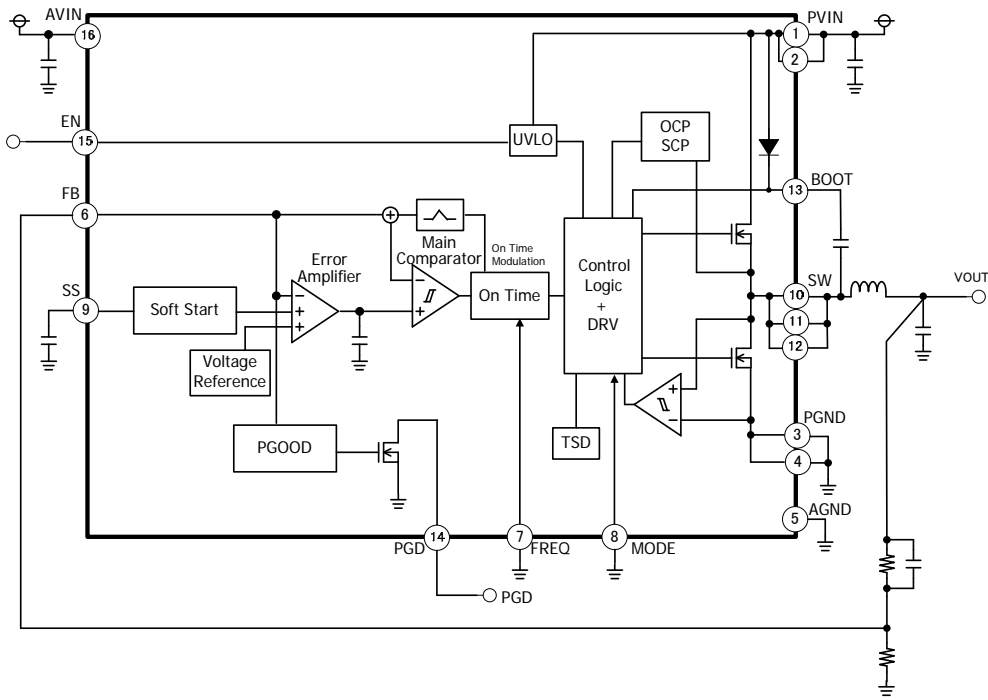 AVIN
16
PVIN
1
2
EN
15
UVLO
OCP
SCP
13
BOOT
FB
6
Main
Comparator
On Time
Modulation
Error
Amplifier
SS
9
Soft Start
On Time
Control
Logic
+
DRV
SW
10
11
12
VOUT
Voltage
Reference
PGOOD
TSD
PGND
3
4
5
AGND
PGD
14
7
FREQ
8
MODE
PGD